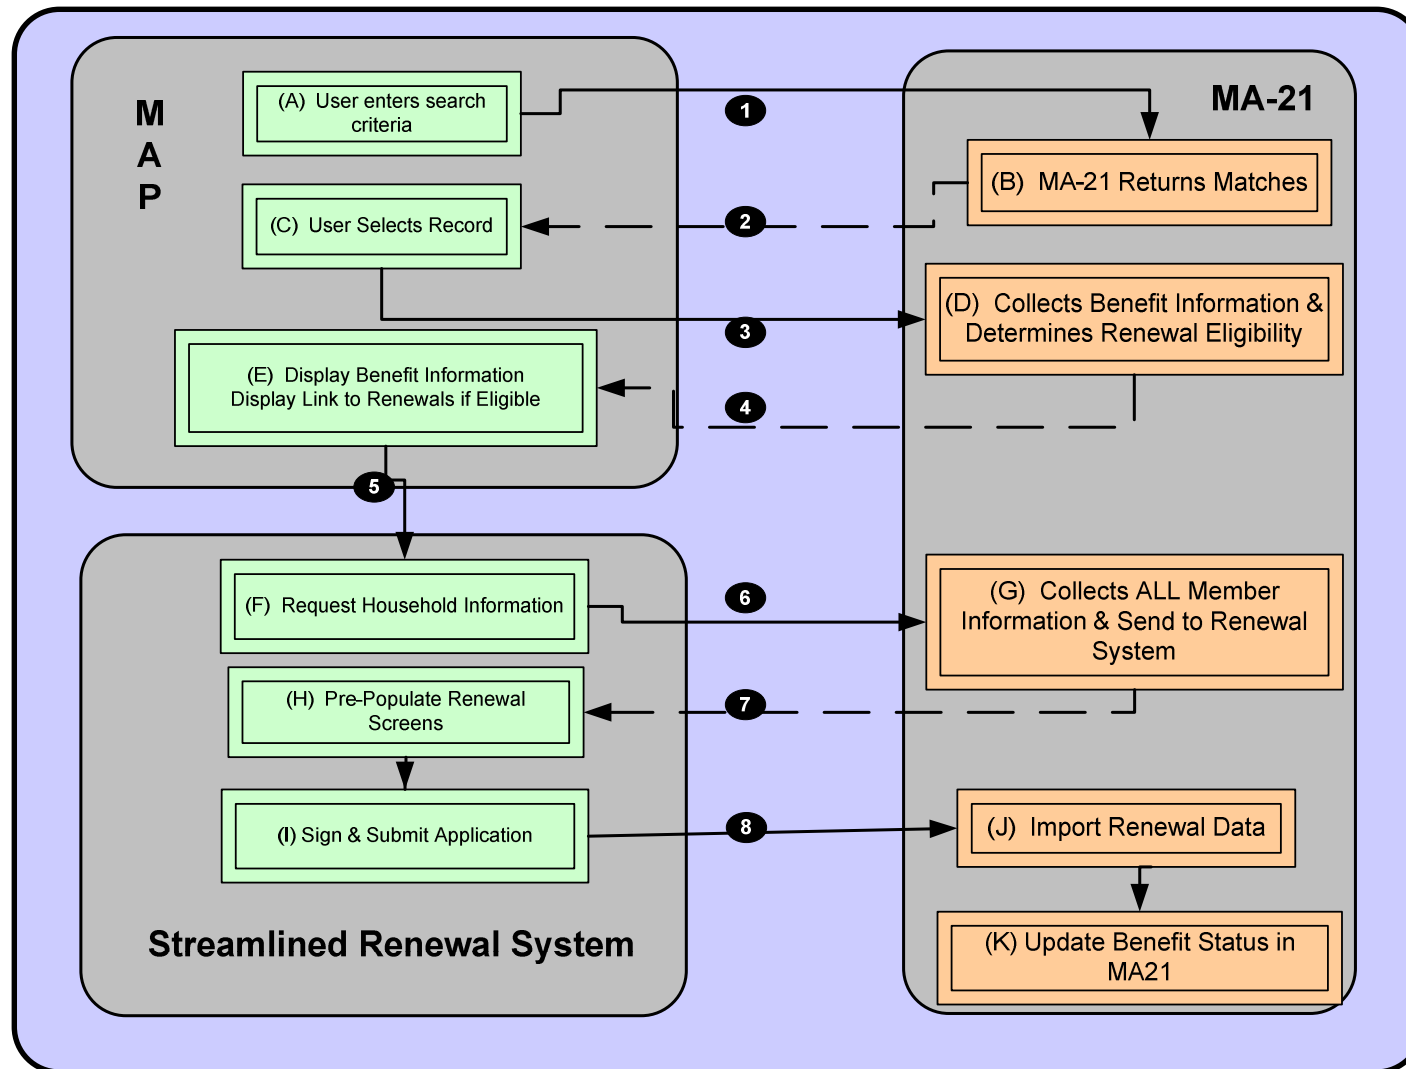 M
A
P
(A) User enters search
criteria
1
MA-21
(B) MA-21 Returns Matches
(C) User Selects Record
2
(D) Collects Benefit Information &
Determines Renewal Eligibility
3
(E) Display Benefit Information
Display Link to Renewals if Eligible
4
5
(F) Request Household Information
6
(G) Collects ALL Member
Information & Send to Renewal
System
(H) Pre-Populate Renewal
Screens
7
(I) Sign & Submit Application
8
(J) Import Renewal Data
Streamlined Renewal System
(K) Update Benefit Status in
MA21